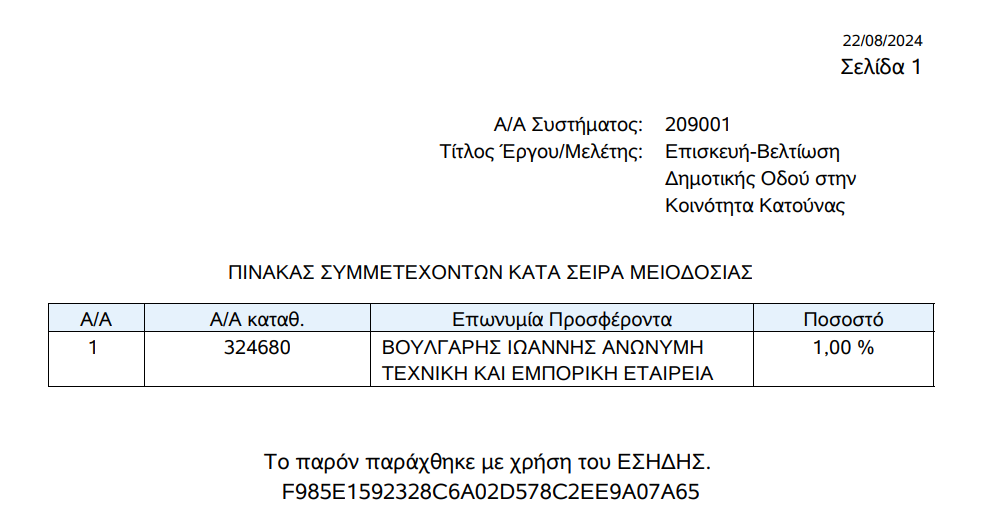 22/08/2024
Σελίδα 1
Α/Α Συστήματος: 209001
Τίτλος Έργου/Μελέτης: Επισκευή-Βελτίωση
Δημοτικής Οδού στην
Κοινότητα Κατούνας
ΠΙΝΑΚΑΣ ΣΥΜΜΕΤΕΧΟΝΤΩΝ ΚΑΤΑ ΣΕΙΡΑ ΜΕΙΟΔΟΣΙΑΣ
Α/Α Α/Α καταθ. Επωνυμία Προσφέροντα Ποσοστό
1 324680 ΒΟΥΛΓΑΡΗΣ ΙΩΑΝΝΗΣ ΑΝΩΝΥΜΗ 1,00 %
ΤΕΧΝΙΚΗ ΚΑΙ ΕΜΠΟΡΙΚΗ ΕΤΑΙΡΕΙΑ
Το παρόν παράχθηκε με χρήση του ΕΣΗΔΗΣ.
F985E1592328C6A02D578C2EE9A07A65